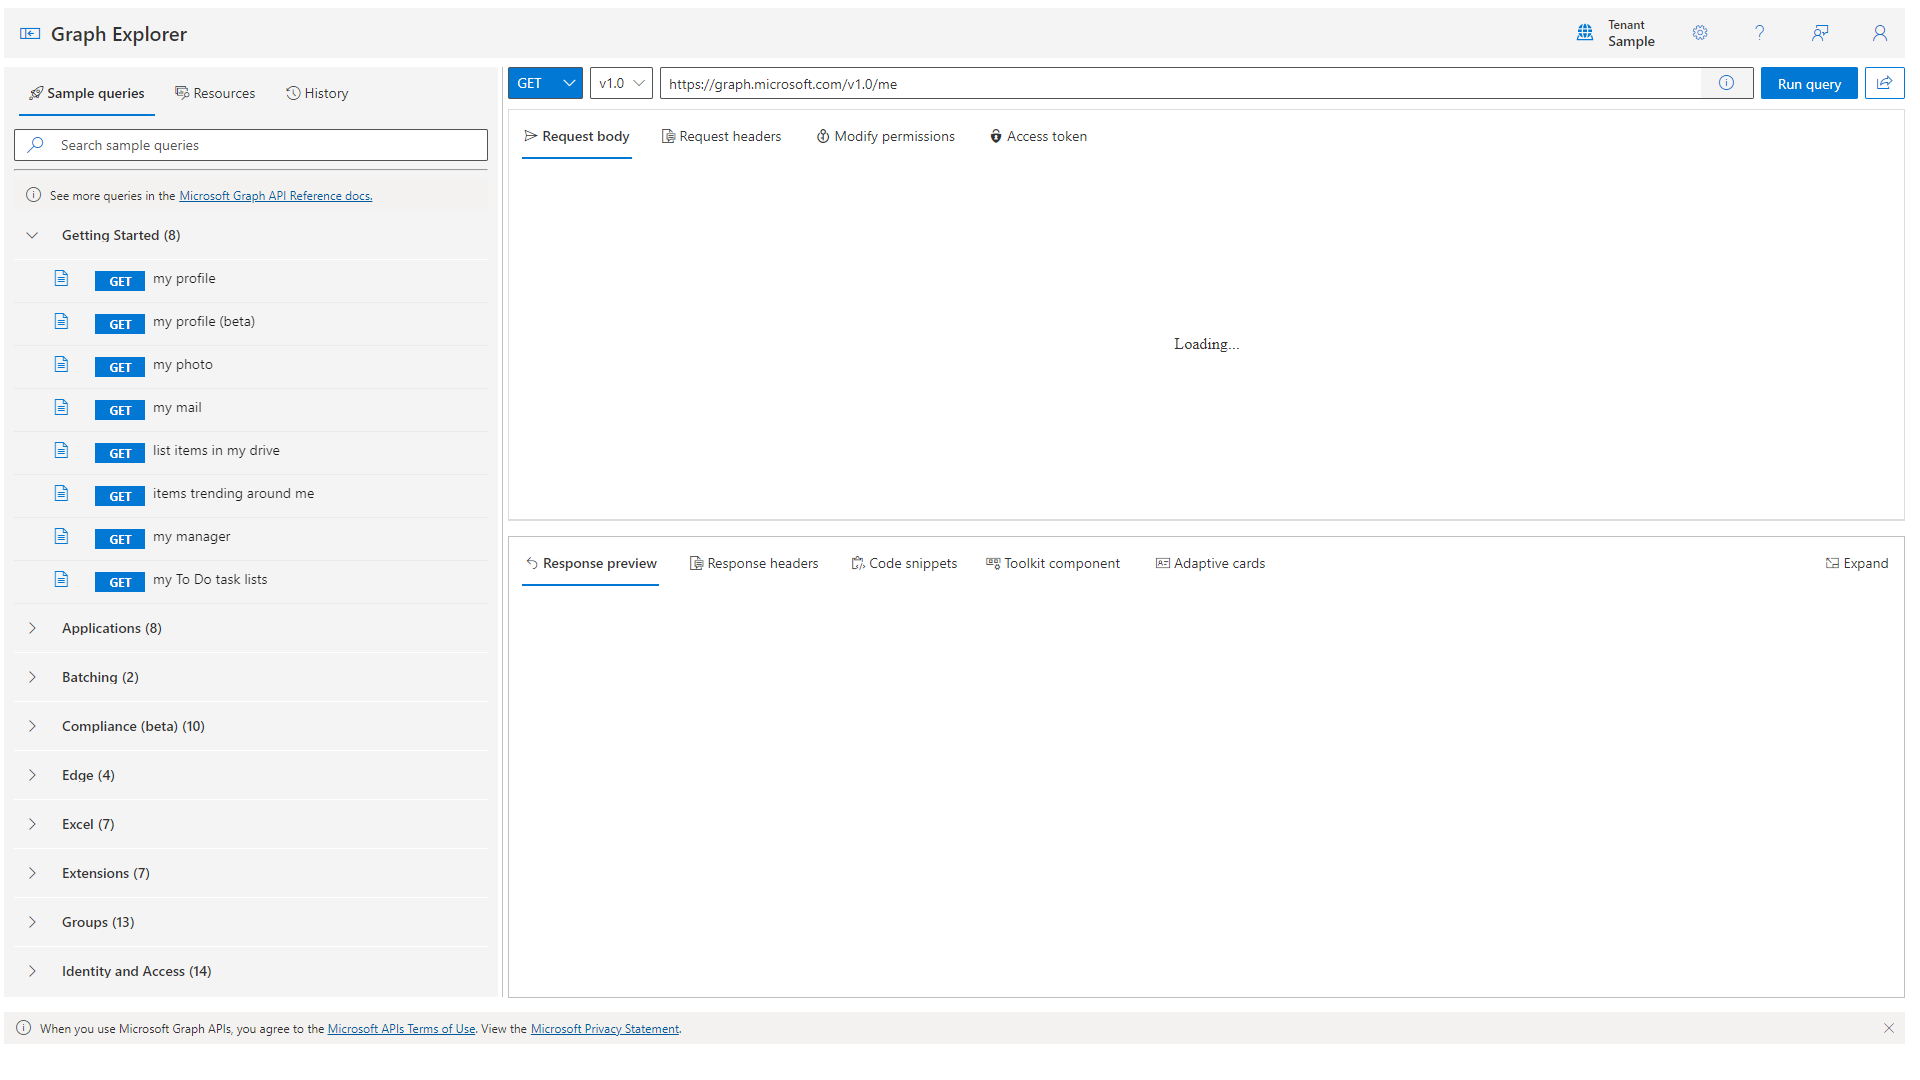 Graph Explorer
Tenant
Sample
Sample queries
Resources
History
Search sample queries
See more queries in the Microsoft Graph API Reference docs.
Getting Started (8)
GET my profile
GET my profile (beta)
GET my photo
GET my mail
GET list items in my drive
GET items trending around me
GET my manager
GET my To Do task lists
Applications (8)
Batching (2)
Compliance (beta) (10)
Edge (4)
Excel (7)
Extensions (7)
Groups (13)
Identity and Access (14)
GET
v1.0
https://graph.microsoft.com/v1.0/me
Run query
Request body
Request headers
Modify permissions
Access token
Loading...
Response preview
Response headers
Code snippets
Toolkit component
Adaptive cards
Expand
When you use Microsoft Graph APIs, you agree to the Microsoft APIs Terms of Use. View the Microsoft Privacy Statement.